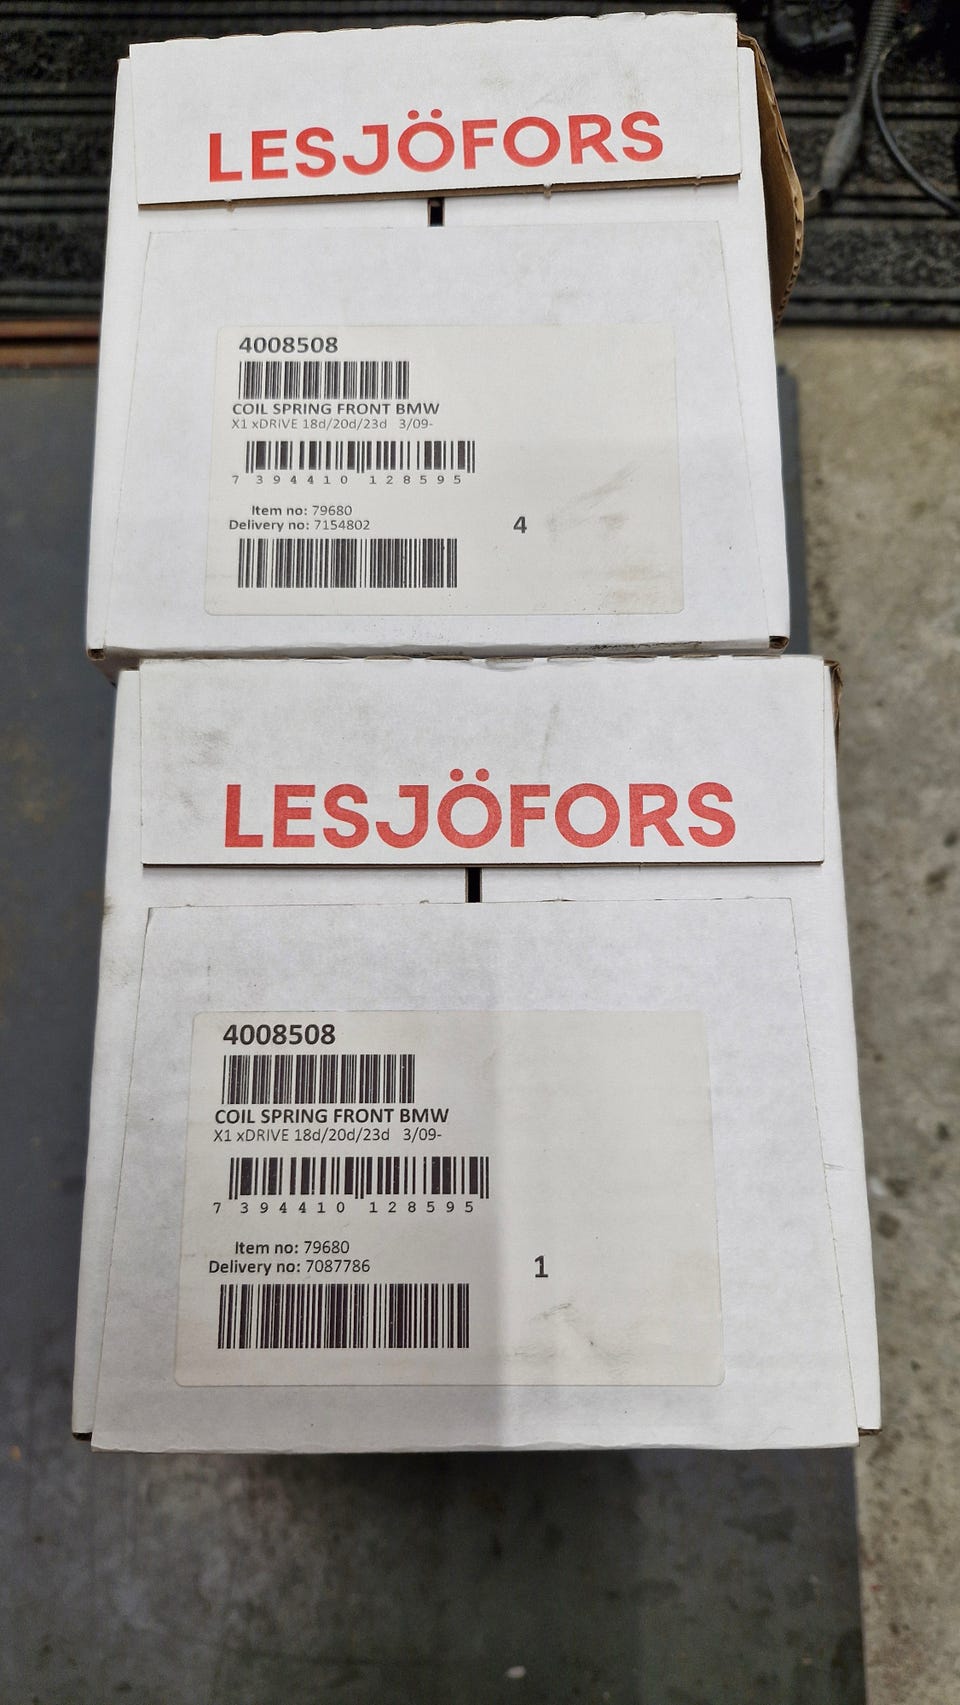 LESJÖFORS
4008508
COIL SPRING FRONT BMW
X1 xDRIVE 18d/20d/23d 3/09-
7 394410 128595
Item no: 79680
Delivery no: 7154802
4
LESJÖFORS
4008508
COIL SPRING FRONT BMW
X1 xDRIVE 18d/20d/23d 3/09-
7 394410 128595
Item no: 79680
Delivery no: 7087786
1